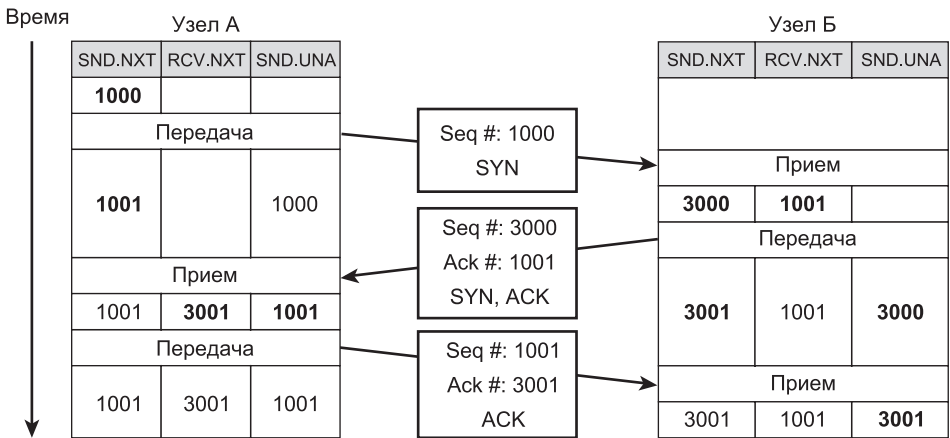 Время
Узел А
Узел Б
SND.NXT RCV.NXT SND.UNA
SND.NXT RCV.NXT SND.UNA
1000
Передача
Seq #: 1000
SYN
Прием
1001 1000
3000 1001
Передача
Seq #: 3000
Ack #: 1001
SYN, ACK
Прием
1001 3001 1001
3001 1001 3000
Передача
Seq #: 1001
Ack #: 3001
ACK
Прием
1001 3001 1001
3001 1001 3001